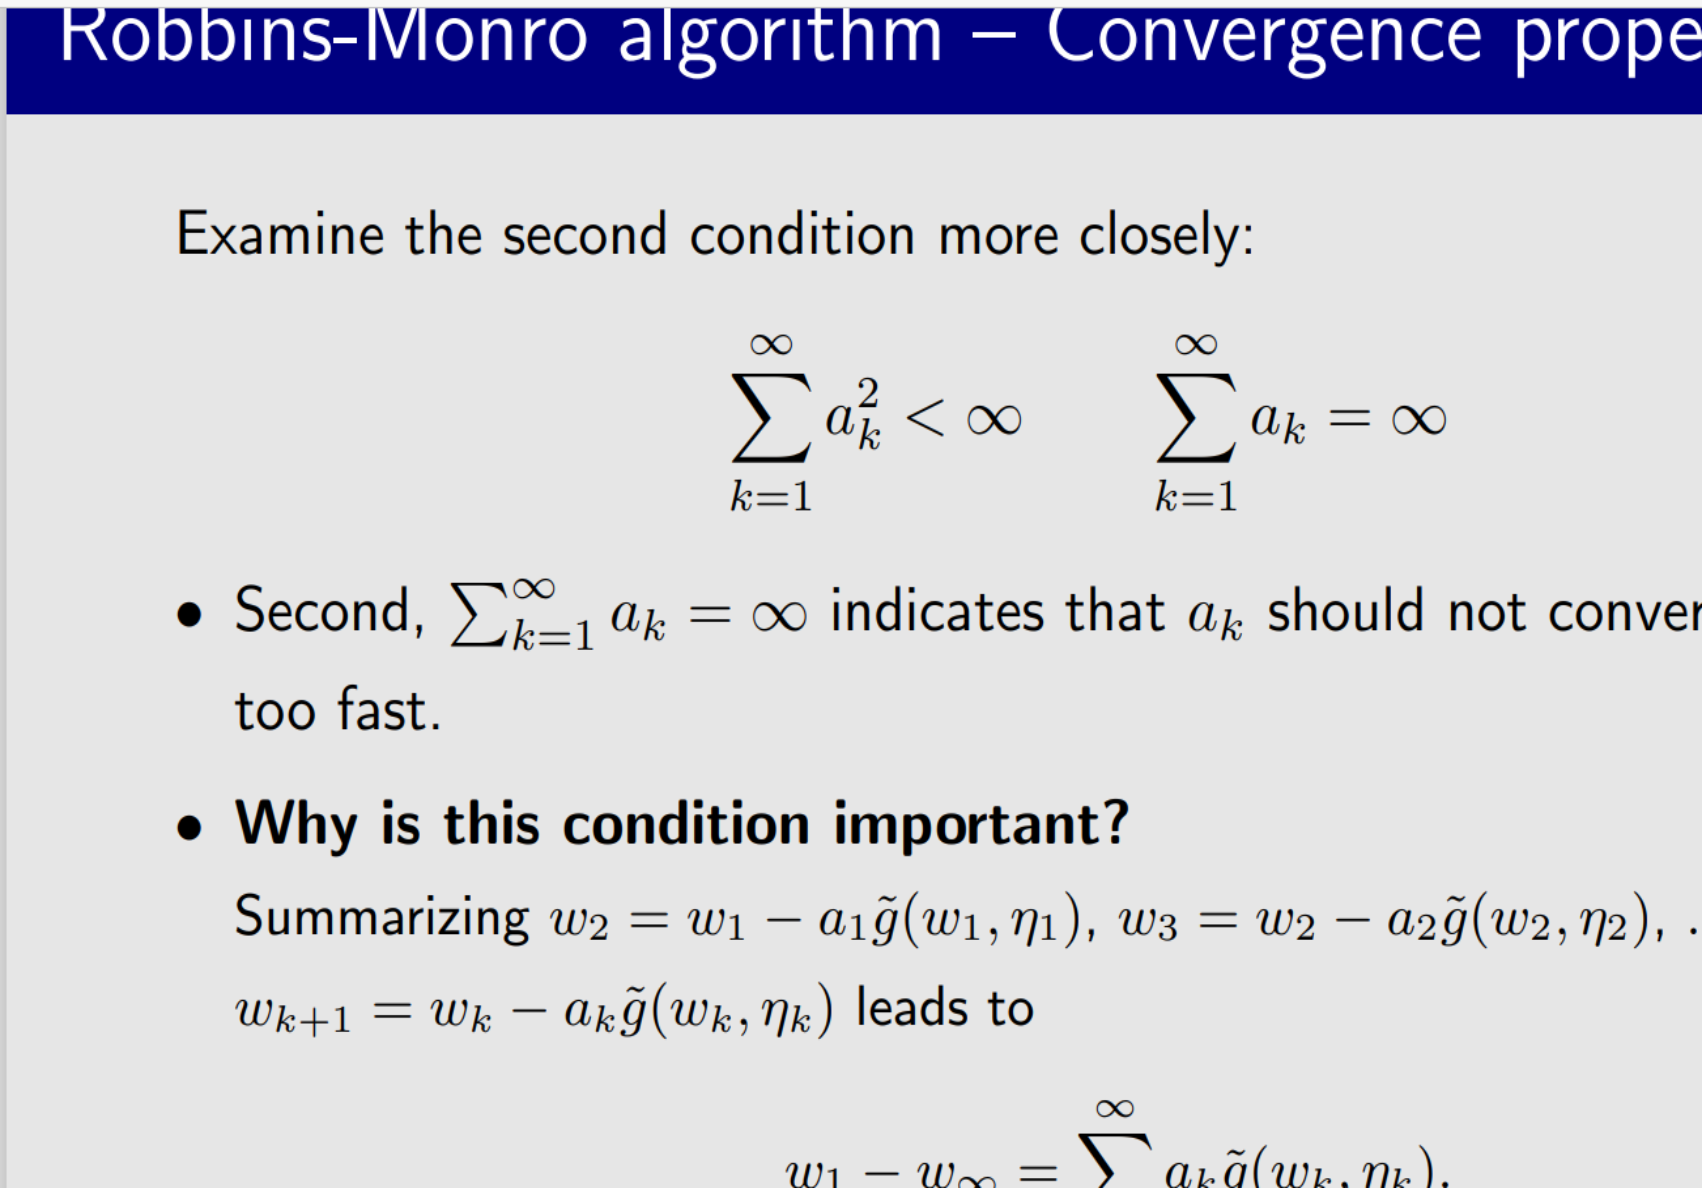 Robbins-Monro algorithm – Convergence
Examine the second condition more closely:
$\sum_{k=1}^{\infty} a_k^2 < \infty \qquad \sum_{k=1}^{\infty} a_k = \infty$
• Second, $\sum_{k=1}^{\infty} a_k = \infty$ indicates that $a_k$ should not
too fast.
• Why is this condition important?
Summarizing $w_2 = w_1 - a_1 \tilde{g}(w_1, \eta_1)$, $w_3 = w_2 - a_2 \tilde{g}(w_2, \eta_2)$, .
$w_{k+1} = w_k - a_k \tilde{g}(w_k, \eta_k)$ leads to
$w_1 - w_\infty = \sum^{\infty} a_k \tilde{g}(w_k, \eta_k).$